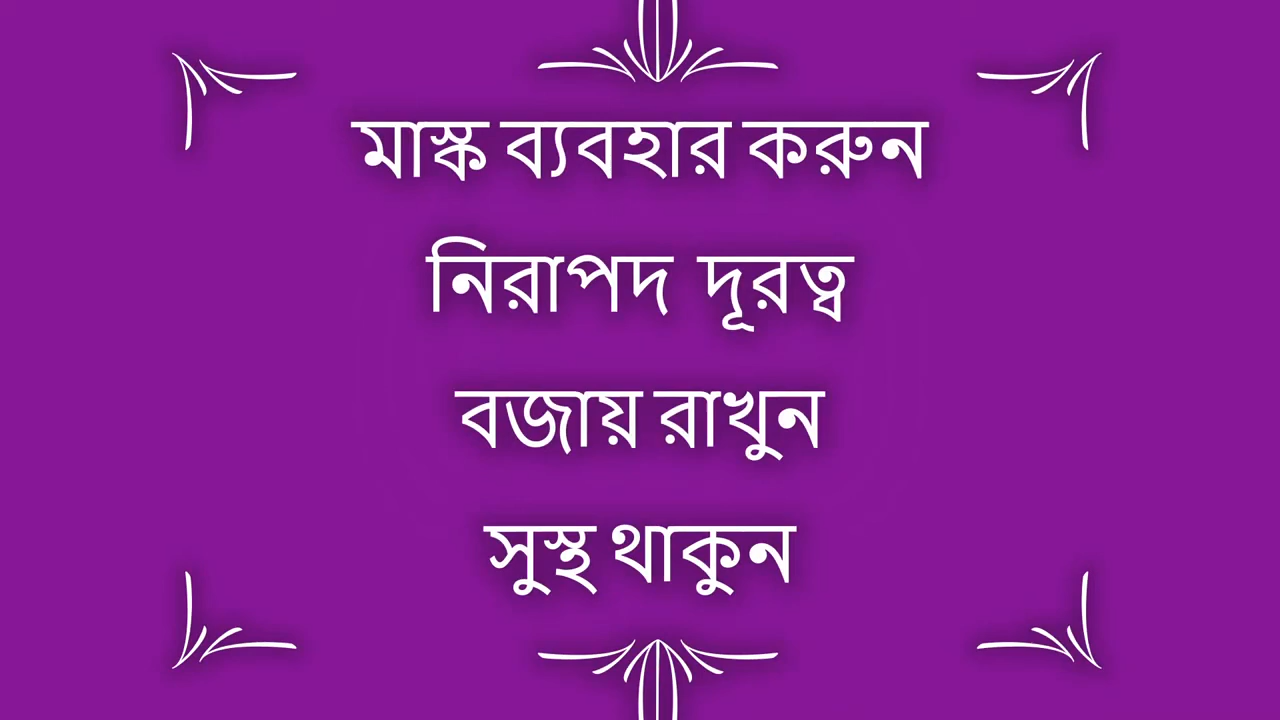 মাস্ক ব্যবহার করুন
নিরাপদ দূরত্ব
বজায় রাখুন
সুস্থ থাকুন